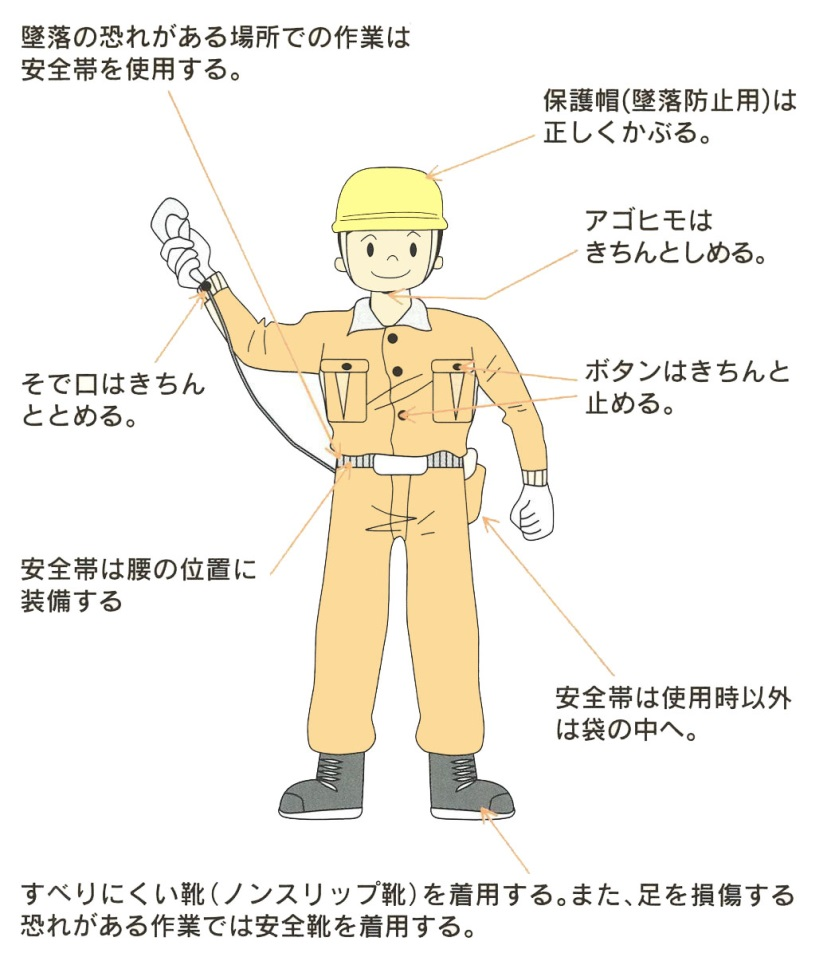 墜落の恐れがある場所での作業は
安全帯を使用する。
保護帽(墜落防止用)は
正しくかぶる。
アゴヒモは
きちんとしめる。
そで口はきちん
ととめる。
ボタンはきちんと
止める。
安全帯は腰の位置に
装備する
安全帯は使用時以外
は袋の中へ。
すべりにくい靴(ノンスリップ靴)を着用する。また、足を損傷する
恐れがある作業では安全靴を着用する。